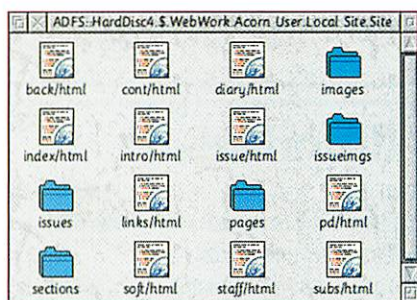 ADFS::HardDisc4.$.WebWork.Acorn User.Local Site.Site
back/html cont/html diary/html images
index/html intro/html issue/html issueimgs
issues links/html pages pd/html
sections soft/html staff/html subs/html